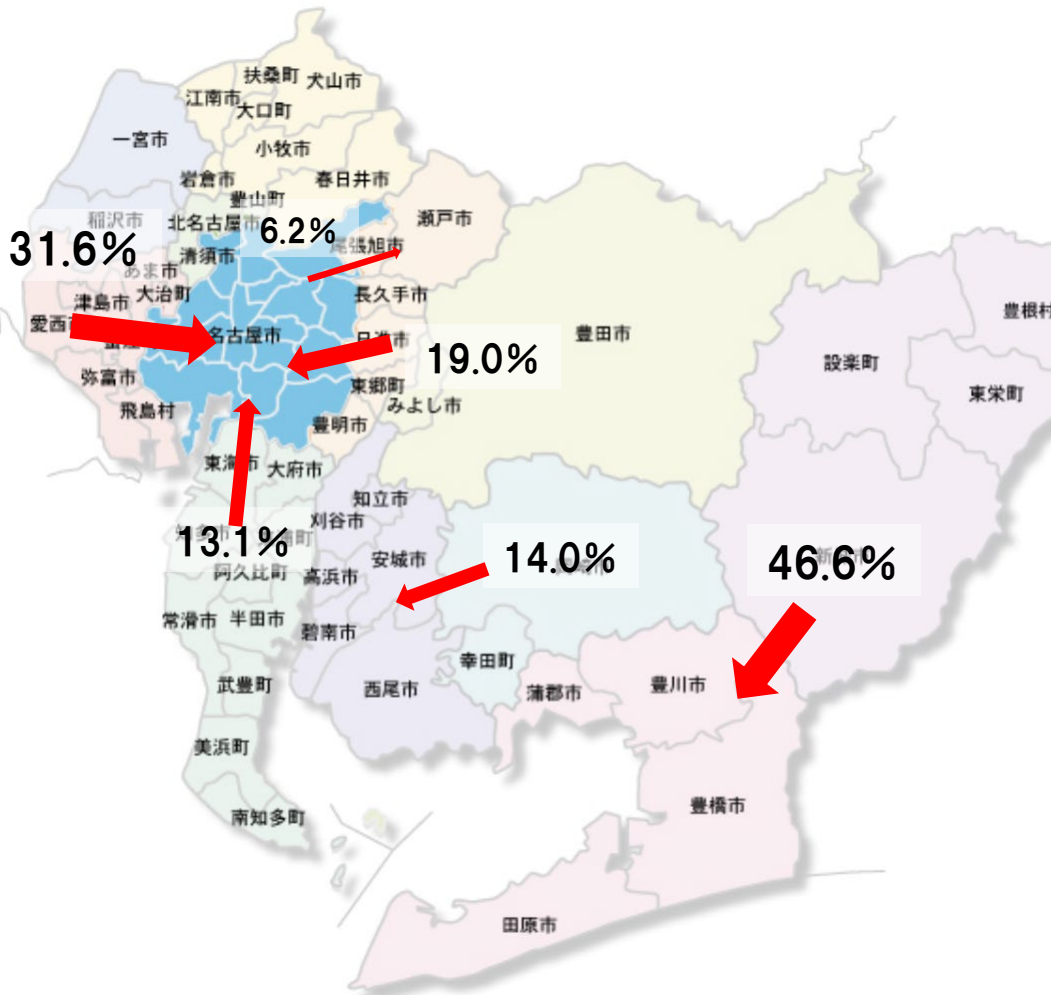 扶桑町
犬山市
江南市
大口町
一宮市
小牧市
岩倉市
春日井市
豊山町
稲沢市
北名古屋市
瀬戸市
31.6%
6.2%
清須市
尾張旭市
あま市
津島市
大治町
長久手市
愛西市
名古屋市
日進市
豊田市
豊根村
19.0%
設楽町
弥富市
東郷町
みよし市
東栄町
飛島村
豊明市
東海市
大府市
知立市
刈谷市
13.1%
安城市
14.0%
46.6%
阿久比町
高浜市
常滑市
半田市
碧南市
幸田町
西尾市
蒲郡市
豊川市
武豊町
美浜町
豊橋市
南知多町
田原市